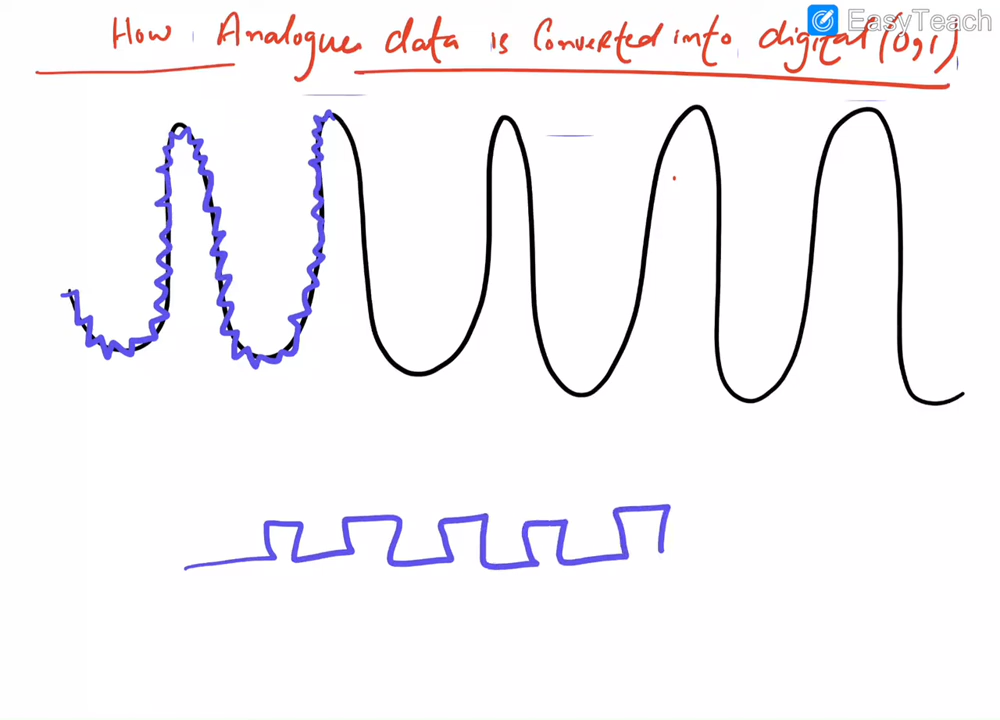 EasyTeach
How Analogue data is Converted into digital (0,1)